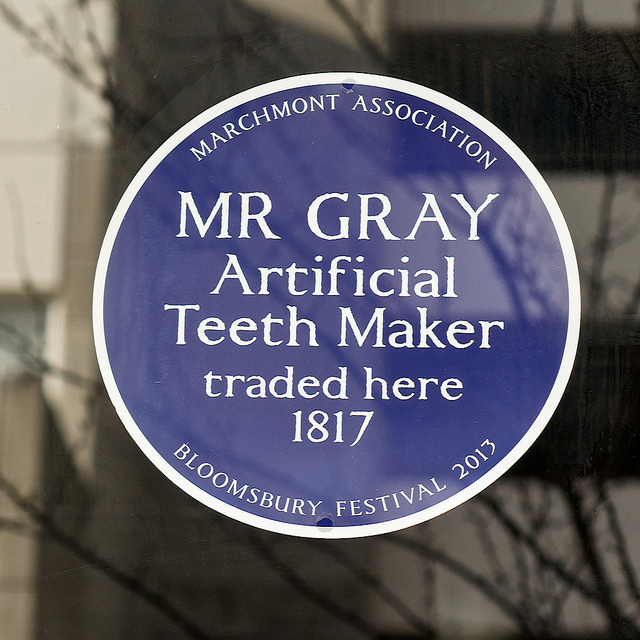 MARCHMONT ASSOCIATION
MR GRAY
Artificial
Teeth Maker
traded here
1817
BLOOMSBURY FESTIVAL 2013